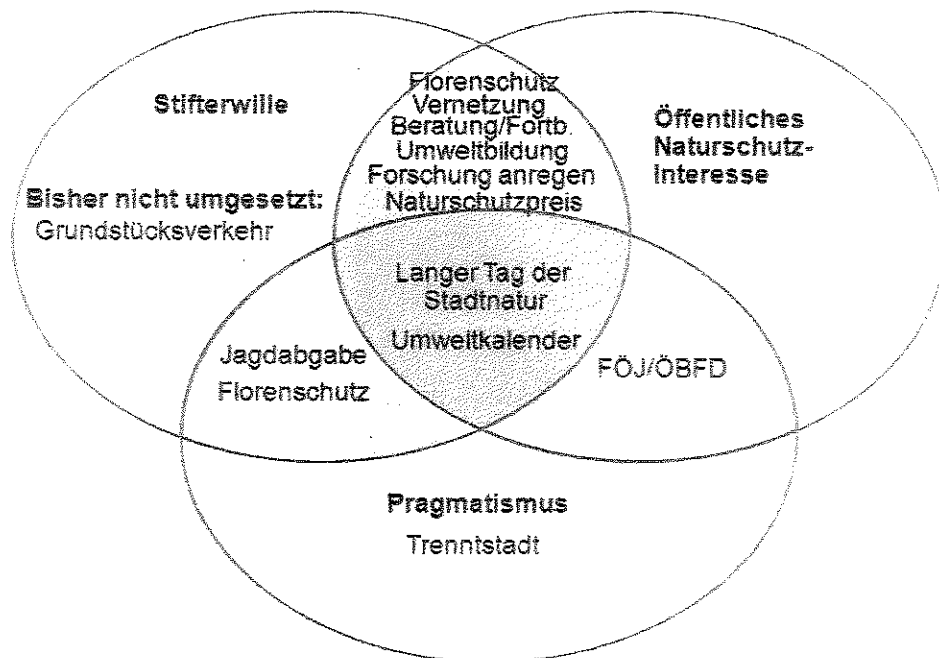 Stifterwille
Bisher nicht umgesetzt:
Grundstücksverkehr
Florenschutz
Vernetzung
Beratung/Fortb.
Umweltbildung
Forschung anregen
Naturschutzpreis
Öffentliches
Naturschutz-
Interesse
Langer Tag der
Stadtnatur
Umweltkalender
Jagdabgabe
Florenschutz
FÖJ/ÖBFD
Pragmatismus
Trenntstadt